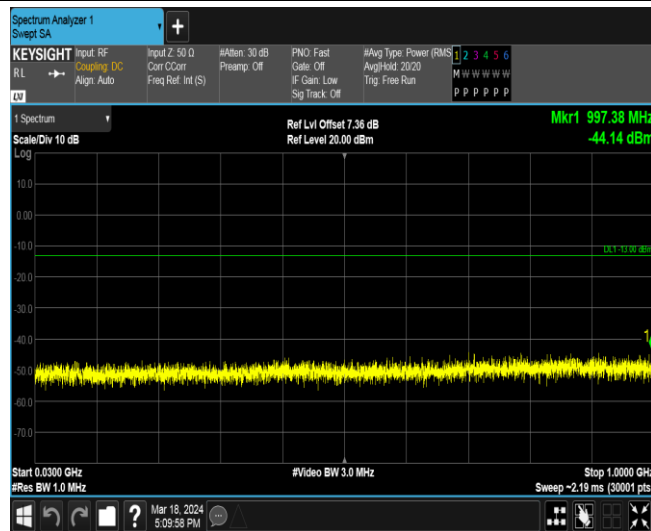 Spectrum Analyzer 1
Swept SA
+
KEYSIGHT Input: RF Input Z: 50 Ω #Atten: 30 dB PNO: Fast #Avg Type: Power (RMS 1 2 3 4 5 6
RL Coupling: DC Corr CCorr Preamp: Off Gate: Off Avg|Hold: 20/20 M W W W W W
Align: Auto Freq Ref: Int (S) IF Gain: Low Trig: Free Run
Sig Track: Off P P P P P P
LXI
1 Spectrum Ref Lvl Offset 7.36 dB Mkr1 997.38 MHz
Scale/Div 10 dB Ref Level 20.00 dBm -44.14 dBm
Log
10.0
0.00
-10.0
DL1 -13.00 dBm
-20.0
-30.0
-40.0
1
-50.0
-60.0
-70.0
Start 0.0300 GHz #Video BW 3.0 MHz Stop 1.0000 GHz
#Res BW 1.0 MHz Sweep ~2.19 ms (30001 pts
? Mar 18, 2024
5:09:58 PM